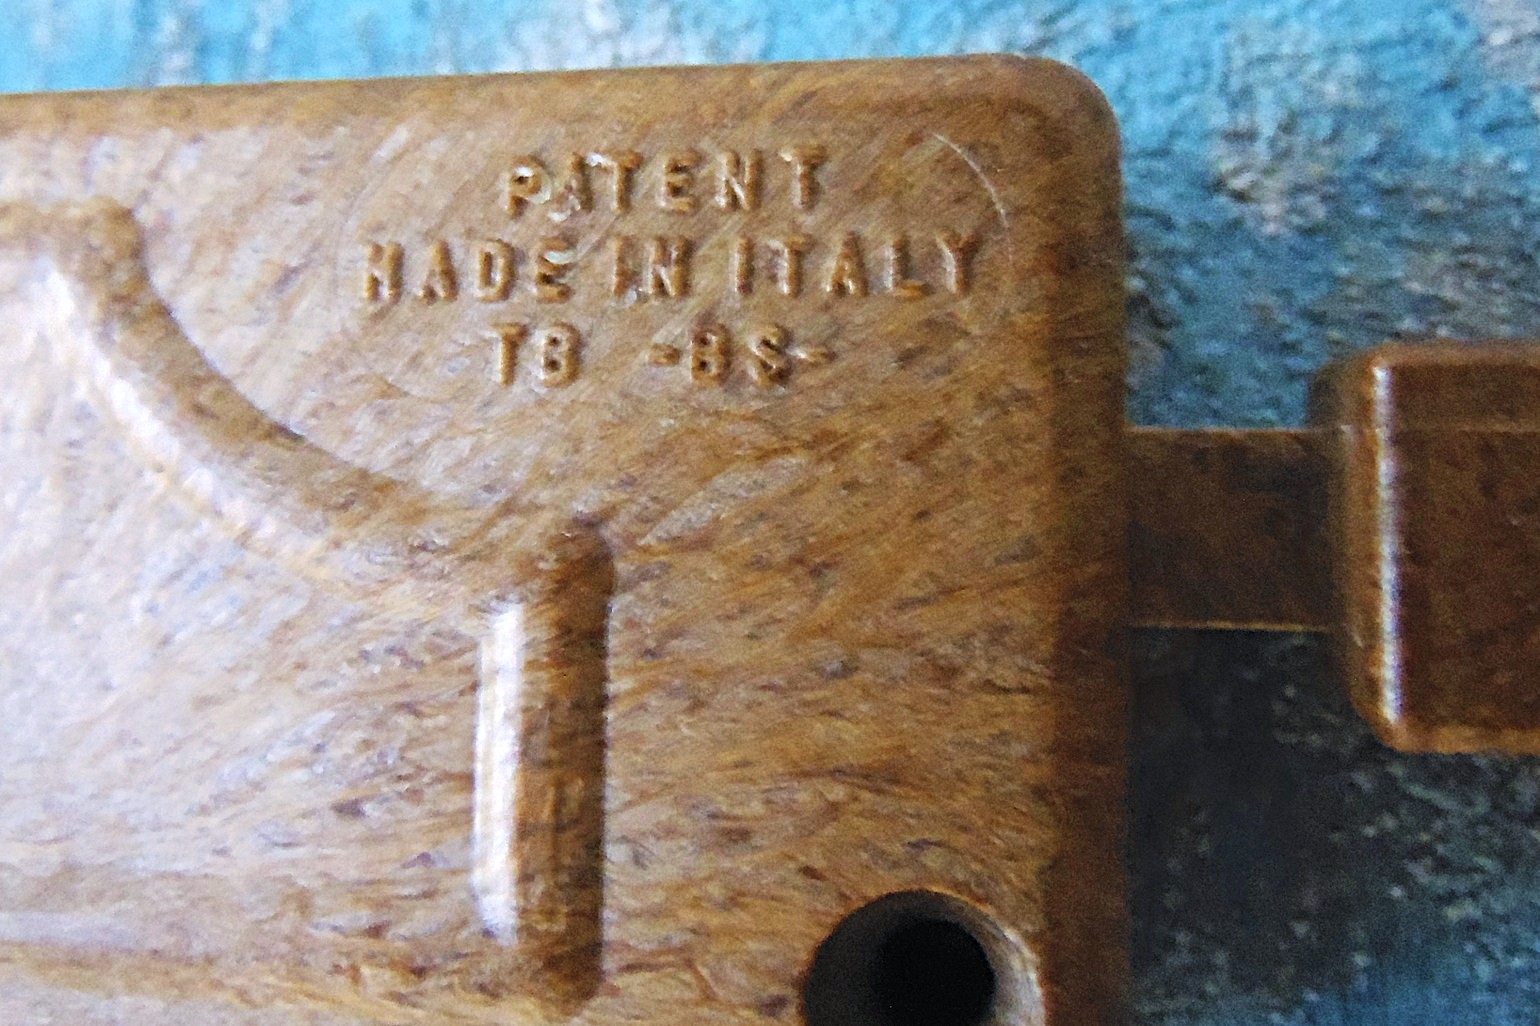 PATENT
MADE IN ITALY
TB -BS-